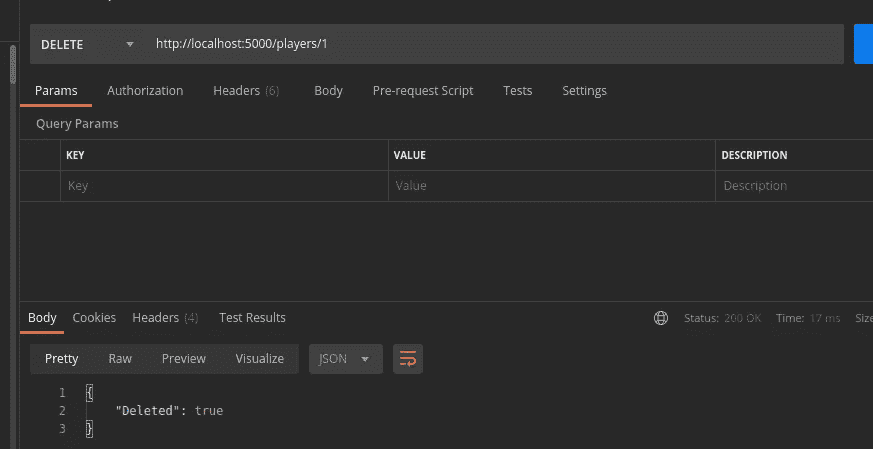 DELETE http://localhost:5000/players/1
Params Authorization Headers (6) Body Pre-request Script Tests Settings
Query Params
KEY VALUE DESCRIPTION
Key Value Description
Body Cookies Headers (4) Test Results Status: 200 OK Time: 17 ms Size
Pretty Raw Preview Visualize JSON
1 {
2 "Deleted": true
3 }